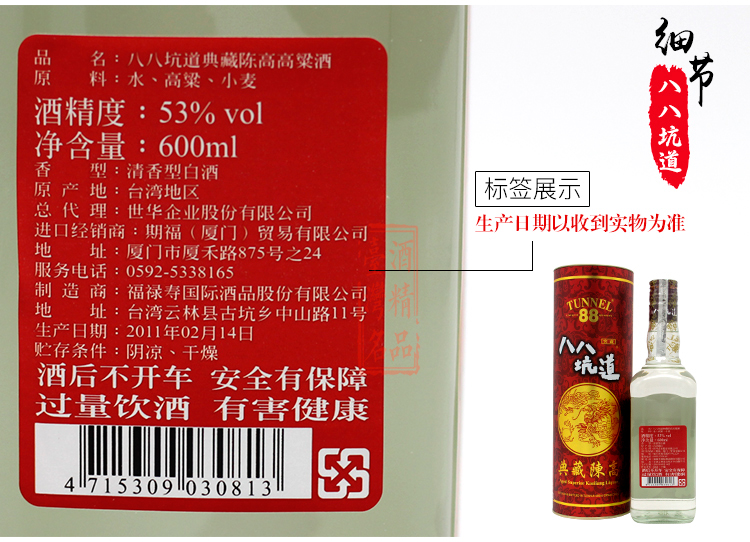 品 名：八八坑道典藏陈高高粱酒
原 料：水、高粱、小麦
酒精度：53% vol
净含量：600ml
香 型：清香型白酒
原 产 地：台湾地区
总 代 理：世华企业股份有限公司
进口经销商：期福（厦门）贸易有限公司
地 址：厦门市厦禾路875号之24
服务电话：0592-5338165
制 造 商：福禄寿国际酒品股份有限公司
地 址：台湾云林县古坑乡中山路11号
生产日期：2011年02月14日
贮存条件：阴凉、干燥
酒后不开车 安全有保障
过量饮酒 有害健康
4 715309 030813
细节
八八坑道
标签展示
生产日期以收到实物为准
TUNNEL
88
八八坑道
典藏陳高